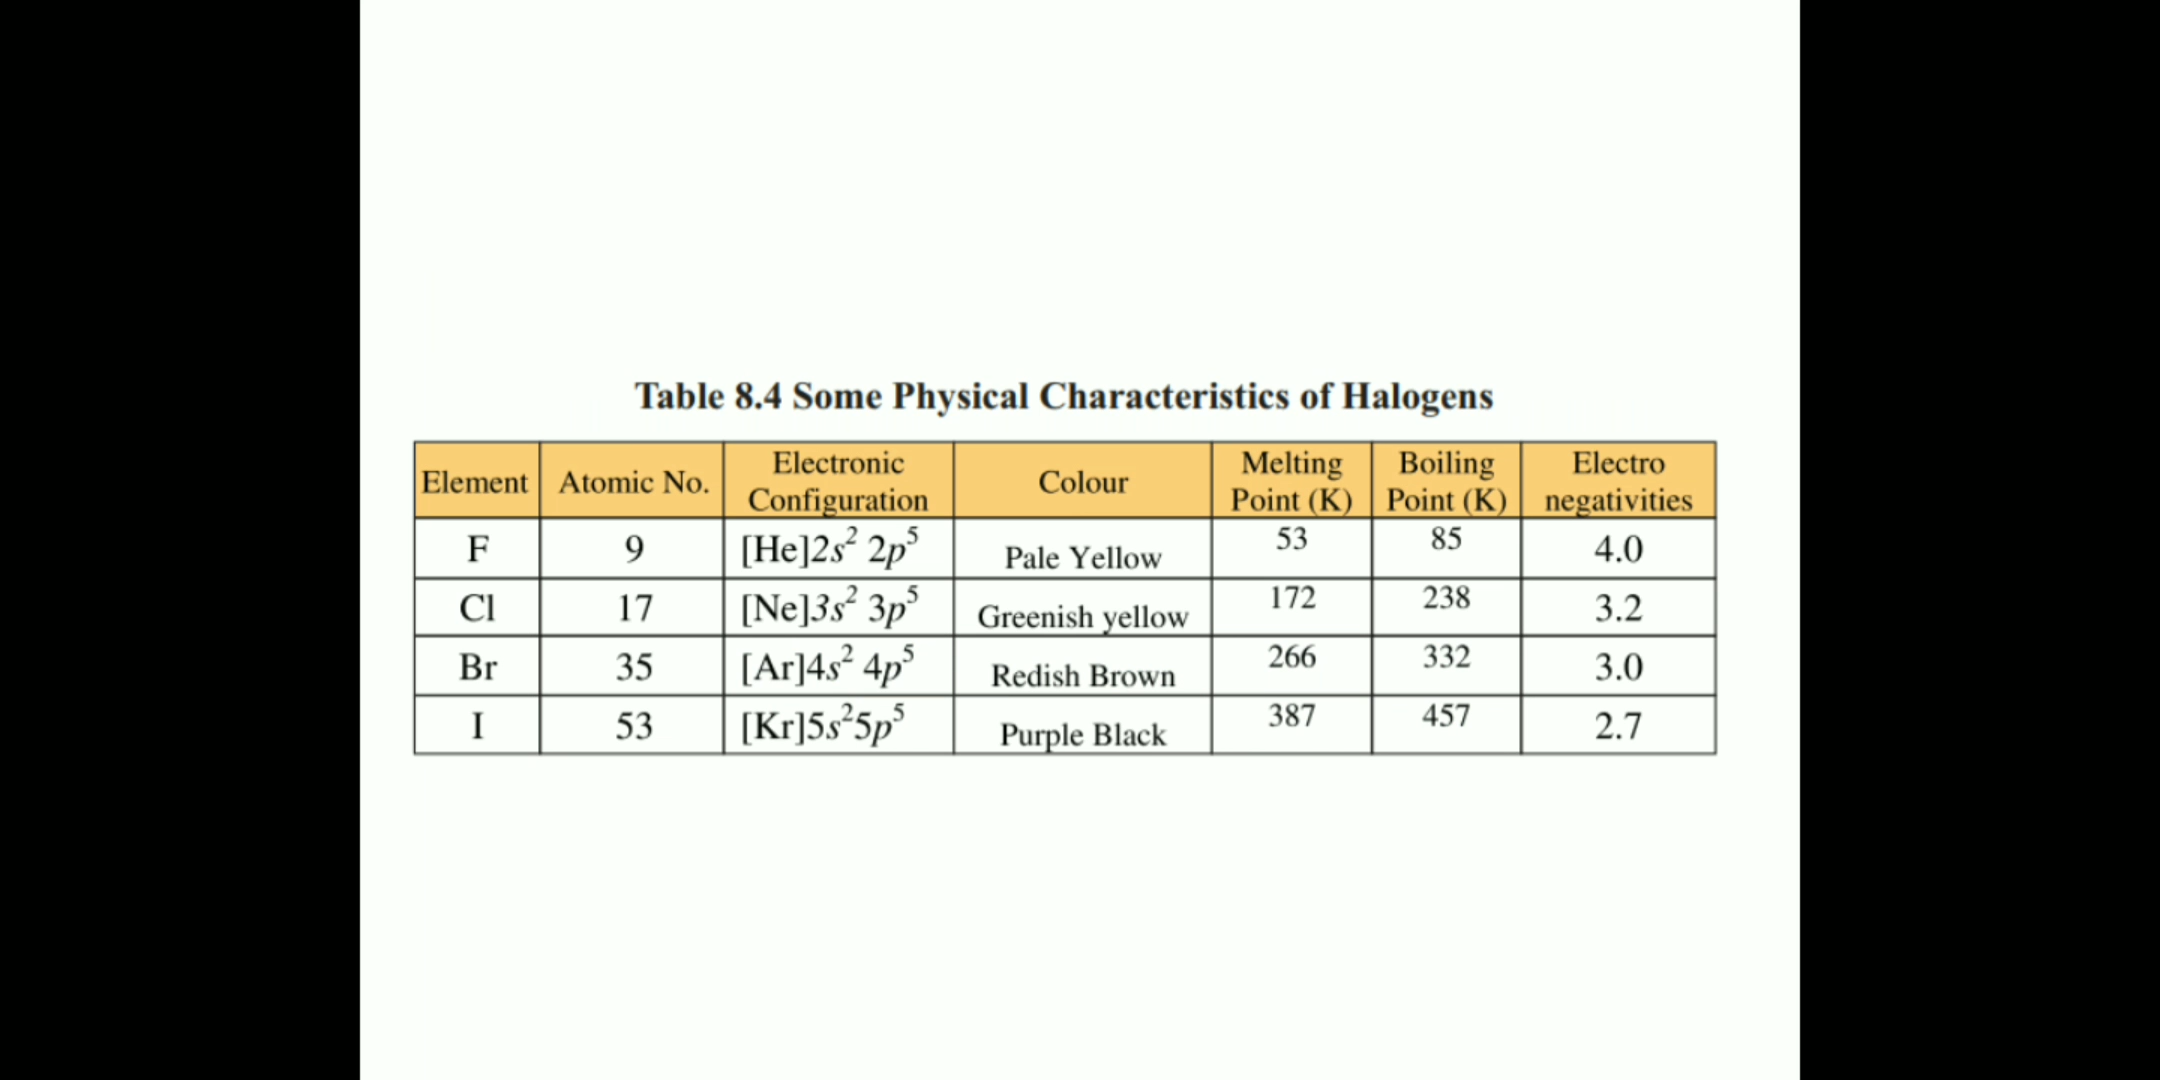 Table 8.4 Some Physical Characteristics of Halogens
Element Atomic No. Electronic Configuration Colour Melting Point (K) Boiling Point (K) Electro negativities
F 9 [He]2s² 2p⁵ Pale Yellow 53 85 4.0
Cl 17 [Ne]3s² 3p⁵ Greenish yellow 172 238 3.2
Br 35 [Ar]4s² 4p⁵ Redish Brown 266 332 3.0
I 53 [Kr]5s²5p⁵ Purple Black 387 457 2.7